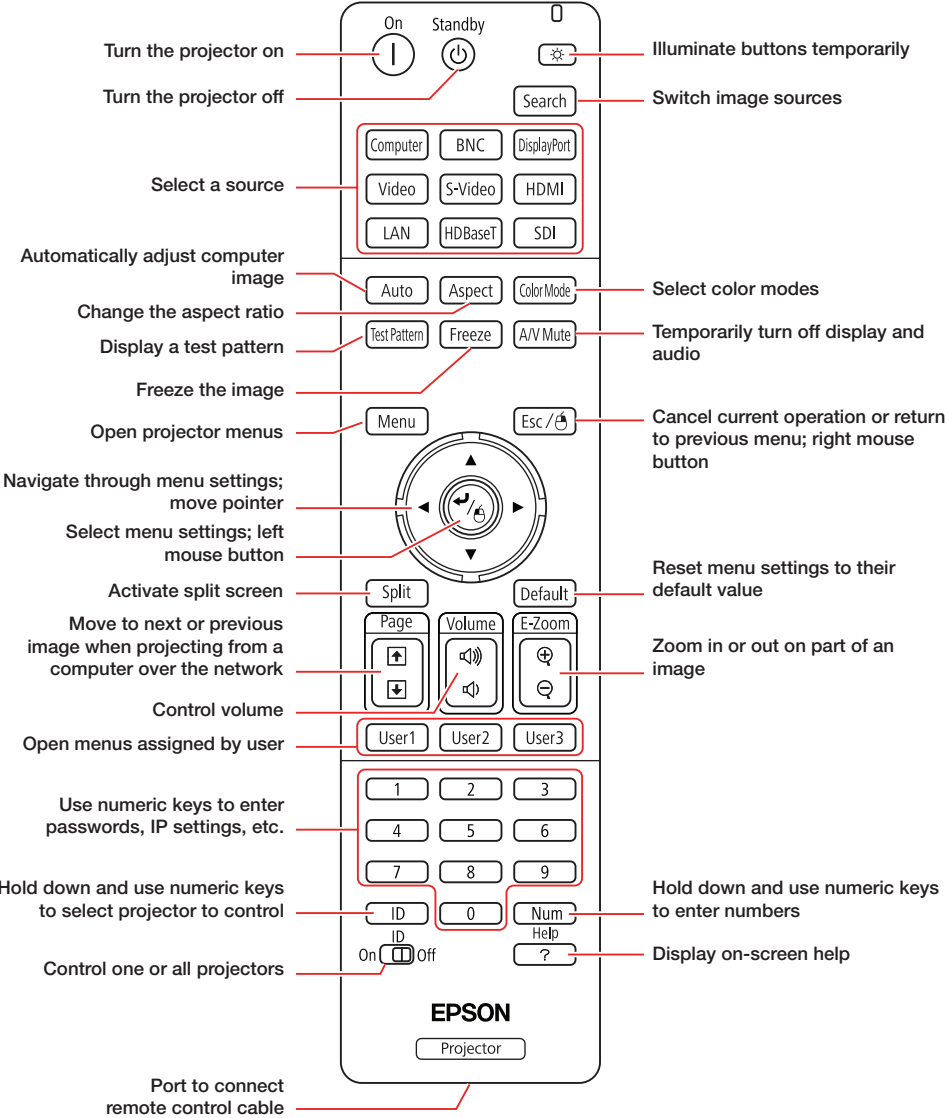 On
Standby
Turn the projector on
Illuminate buttons temporarily
Turn the projector off
Search
Switch image sources
Computer
BNC
DisplayPort
Select a source
Video
S-Video
HDMI
LAN
HDBaseT
SDI
Automatically adjust computer
image
Auto
Aspect
Color Mode
Select color modes
Change the aspect ratio
Display a test pattern
Test Pattern
Freeze
A/V Mute
Temporarily turn off display and
audio
Freeze the image
Menu
Esc /
Open projector menus
Cancel current operation or return
to previous menu; right mouse
button
Navigate through menu settings;
move pointer
Select menu settings; left
mouse button
Activate split screen
Split
Default
Reset menu settings to their
default value
Page
Volume
E-Zoom
Move to next or previous
image when projecting from a
computer over the network
Zoom in or out on part of an
image
Control volume
Open menus assigned by user
User1
User2
User3
Use numeric keys to enter
passwords, IP settings, etc.
1
2
3
4
5
6
7
8
9
Hold down and use numeric keys
to select projector to control
ID
0
Num
Hold down and use numeric keys
to enter numbers
ID
On
Off
Help
?
Display on-screen help
Control one or all projectors
EPSON
Projector
Port to connect
remote control cable